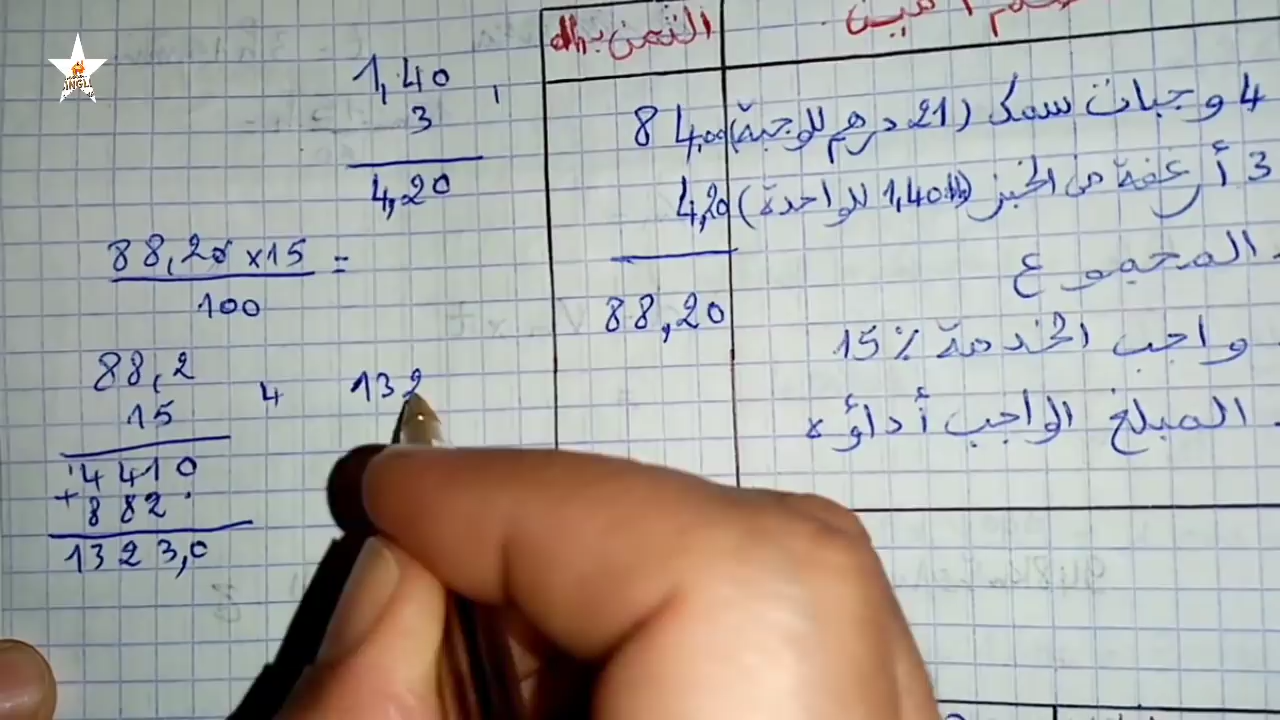 الثمن بـ dh
4 وجبات سمك (21 درهم للوجبة) 84,00
3 أرغفة من الخبز (1,40 dh للواحدة) 4,20
المجموع 88,20
واجب الخدمة 15%
المبلغ الواجب أداؤه
1,40
3
4,20
88,20 x 15 =
100
88,2
15
4410
+ 882.
1323,0
4
132